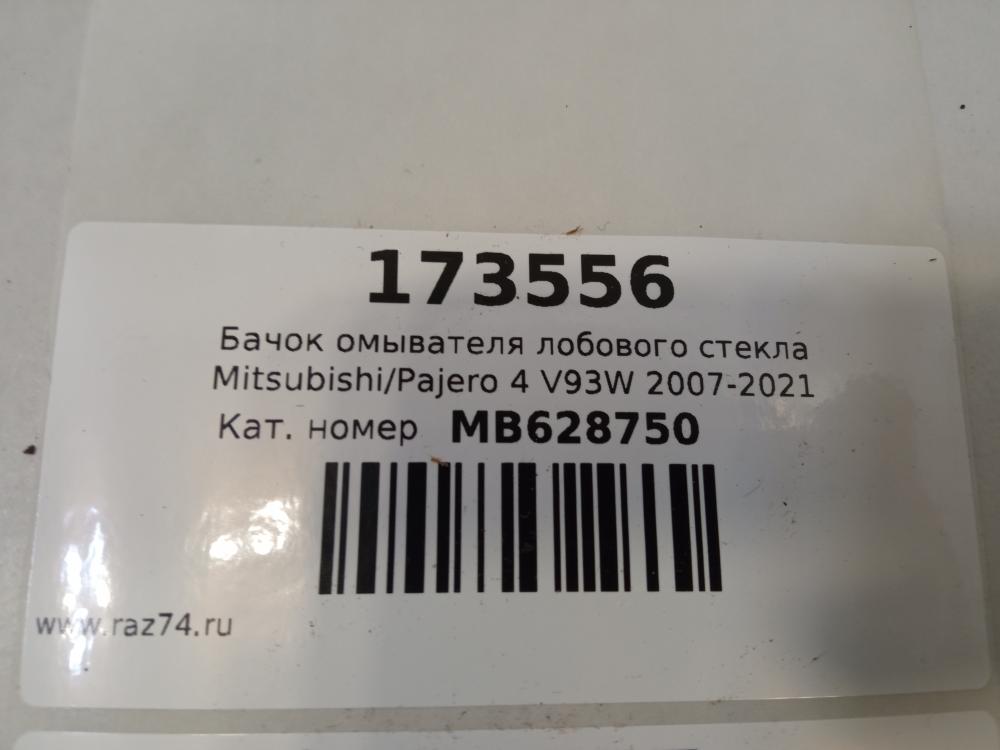 173556
Бачок омывателя лобового стекла
Mitsubishi/Pajero 4 V93W 2007-2021
Кат. номер MB628750
www.raz74.ru